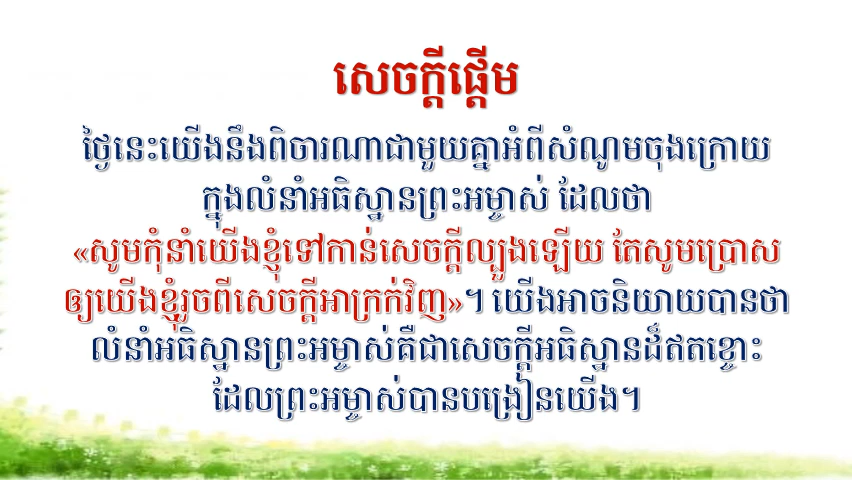 សេចក្ដីផ្ដើម
ថ្ងៃនេះយើងនឹងពិចារណាជាមួយគ្នាអំពីសំណូមចុងក្រោយ
ក្នុងលំនាំអធិស្ឋានព្រះអម្ចាស់ ដែលថា
«សូមកុំនាំយើងខ្ញុំទៅកាន់សេចក្ដីល្បួងឡើយ តែសូមប្រោស
ឲ្យយើងខ្ញុំរួចពីសេចក្ដីអាក្រក់វិញ»។ យើងអាចនិយាយបានថា
លំនាំអធិស្ឋានព្រះអម្ចាស់គឺជាសេចក្ដីអធិស្ឋានដ៏ឥតខ្ចោះ
ដែលព្រះអម្ចាស់បានបង្រៀនយើង។